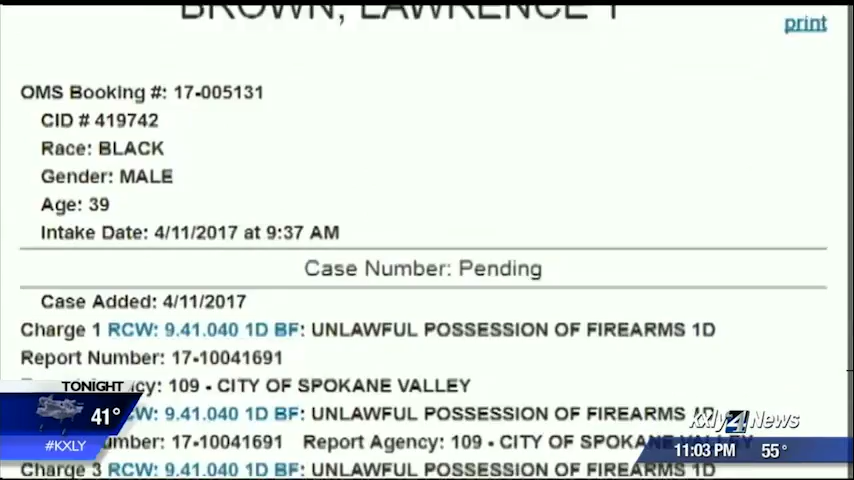 BROWN, LAWRENCE
print
OMS Booking #: 17-005131
CID # 419742
Race: BLACK
Gender: MALE
Age: 39
Intake Date: 4/11/2017 at 9:37 AM
Case Number: Pending
Case Added: 4/11/2017
Charge 1 RCW: 9.41.040 1D BF: UNLAWFUL POSSESSION OF FIREARMS 1D
Report Number: 17-10041691
cy: 109 - CITY OF SPOKANE VALLEY
CW: 9.41.040 1D BF: UNLAWFUL POSSESSION OF FIREARMS 1D
umber: 17-10041691 Report Agency: 109 - CITY OF SPOKANE VALLEY
Charge 3 RCW: 9.41.040 1D BF: UNLAWFUL POSSESSION OF FIREARMS 1D
TONIGHT
41°
#KXLY
kxly 4 News
11:03 PM 55°